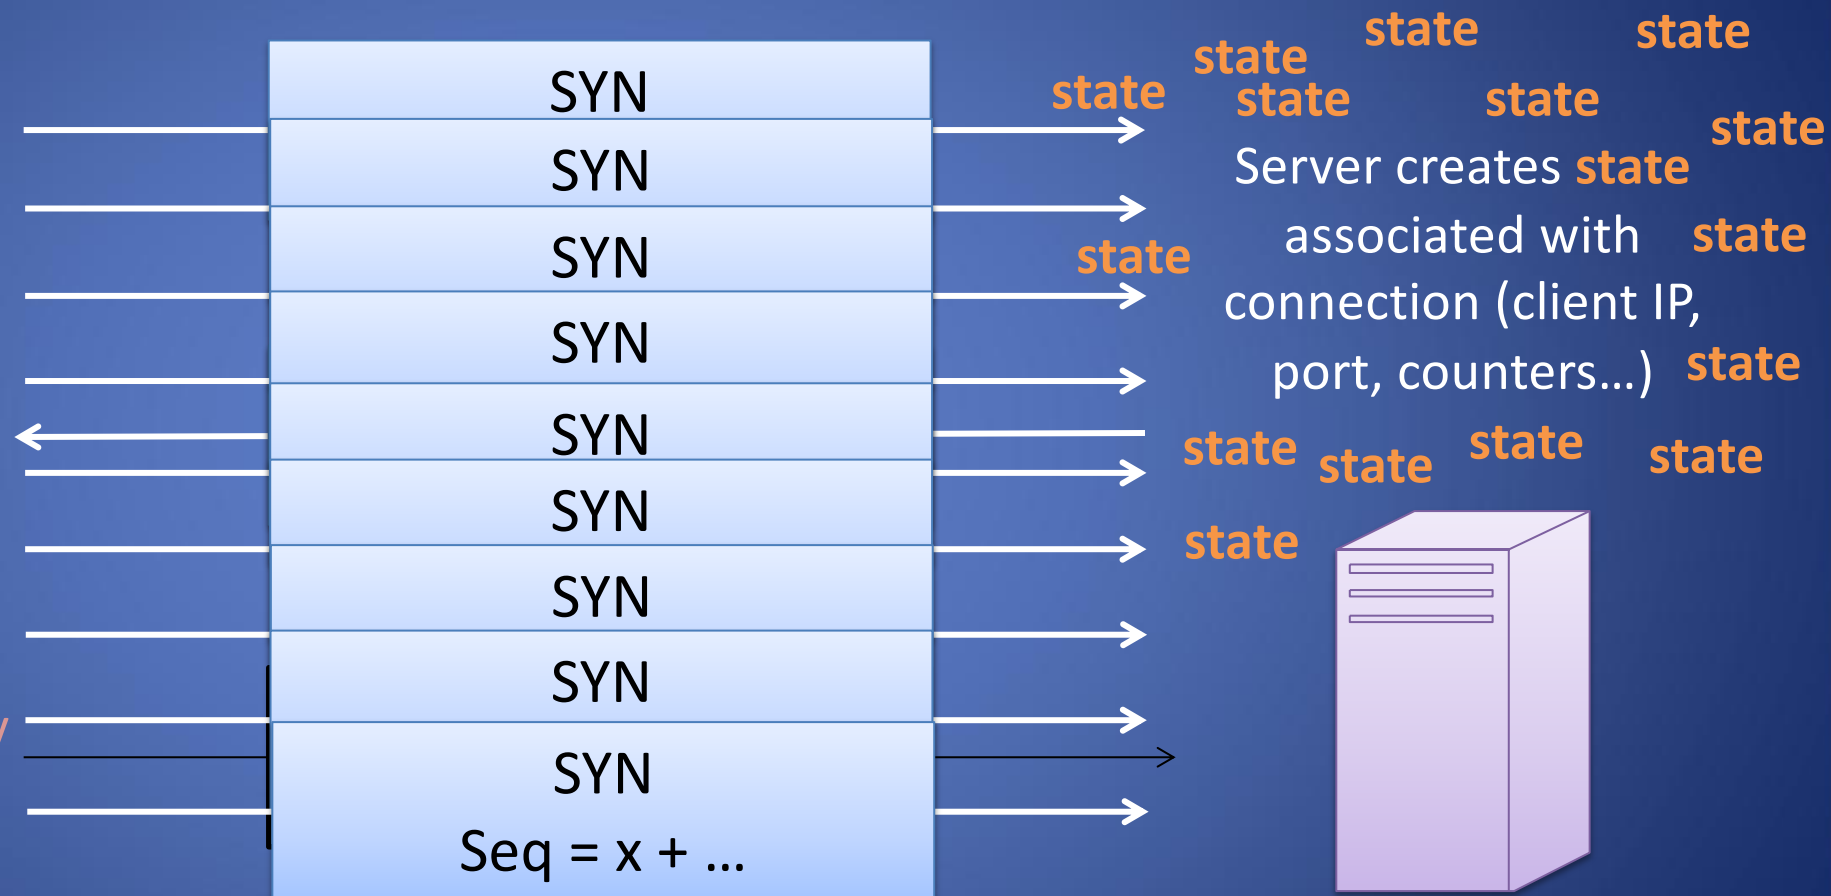 SYN
SYN
SYN
SYN
SYN
SYN
SYN
SYN
SYN
Seq = x + ...
state
state
state
state
state
state
state
Server creates state
associated with state
state
connection (client IP,
port, counters...) state
state
state
state
state
state